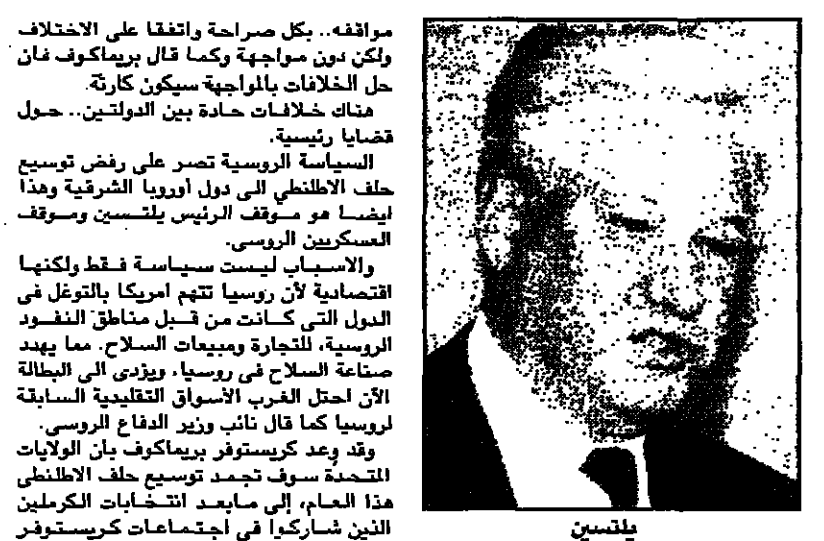 مواقفه.. بكل صراحة واتفقا على الاختلاف
ولكن دون مواجهة وكما قال بريماكوف فان
حل الخلافات بالمواجهة سيكون كارثة.
هناك خلافات حادة بين الدولتين.. حول
قضايا رئيسية.
السياسة الروسية تصر على رفض توسيع
حلف الاطلنطى الى دول أوروبا الشرقية وهذا
ايضا هو موقف الرئيس يلتسين وموقف
العسكريين الروسى.
والاسباب ليست سياسة فقط ولكنها
اقتصادية لأن روسيا تتهم امريكا بالتوغل فى
الدول التى كانت من قبل مناطق النفود
الروسية، للتجارة ومبيعات السلاح. مما يهدد
صناعة السلاح فى روسيا، ويزدى الى البطالة
الآن احتل الغرب الأسواق التقليدية السابقة
لروسيا كما قال نائب وزير الدفاع الروسى.
وقد وعد كريستوفر بريماكوف بأن الولايات
المتحدة سوف تجمد توسيع حلف الاطلنطى
هذا العام، إلى مابعد انتخابات الكرملين
الذين شاركوا فى اجتماعات كريستوفر
يلتسين